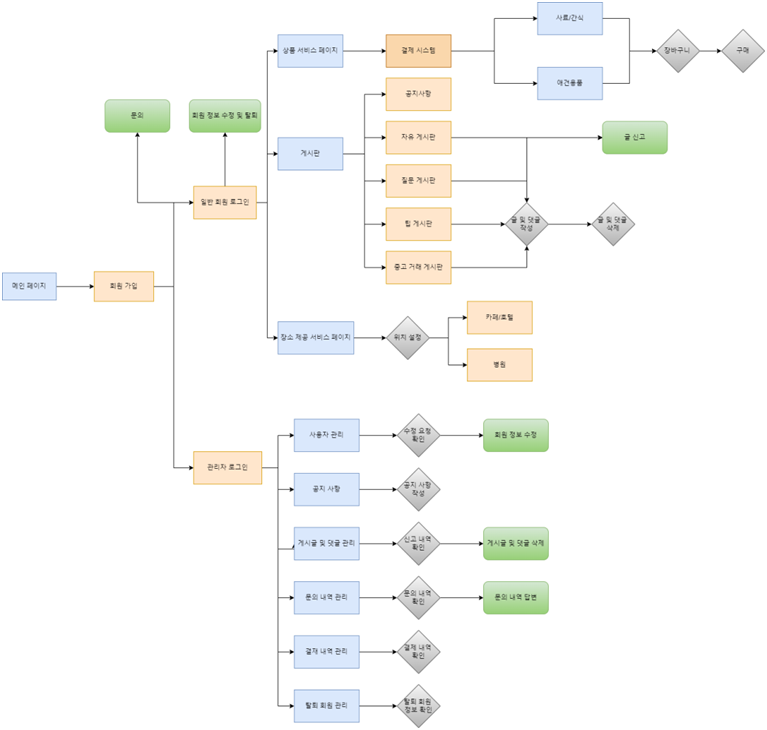 사료/간식
상품 서비스 페이지
결제 시스템
장바구니
구매
애견용품
공지사항
문의
회원 정보 수정 및 탈퇴
자유 게시판
글 신고
게시판
질문 게시판
일반 회원 로그인
팁 게시판
글 및 댓글
작성
글 및 댓글
삭제
중고 거래 게시판
메인 페이지
회원 가입
카페/호텔
장소 제공 서비스 페이지
위치 설정
병원
사용자 관리
수정 요청
확인
회원 정보 수정
관리자 로그인
공지 사항
공지 사항
작성
게시글 및 댓글 관리
신고 내역
확인
게시글 및 댓글 삭제
문의 내역 관리
문의 내역
확인
문의 내역 답변
결재 내역 관리
결제 내역
확인
탈퇴 회원 관리
탈퇴 회원
정보 확인